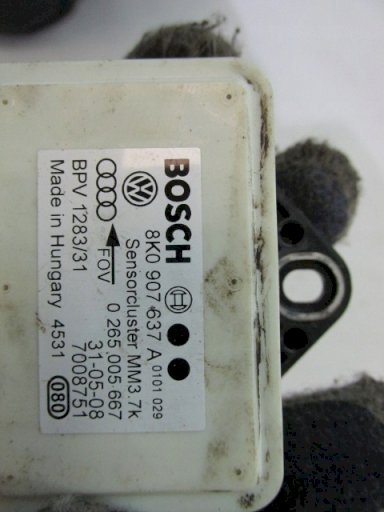 BOSCH
8K0 907 637 A 0101 029
Sensorcluster MM3.7k
FOV 0 265 005 667
BPV 1283/31 31-05-08
7008751
Made in Hungary 4531 080